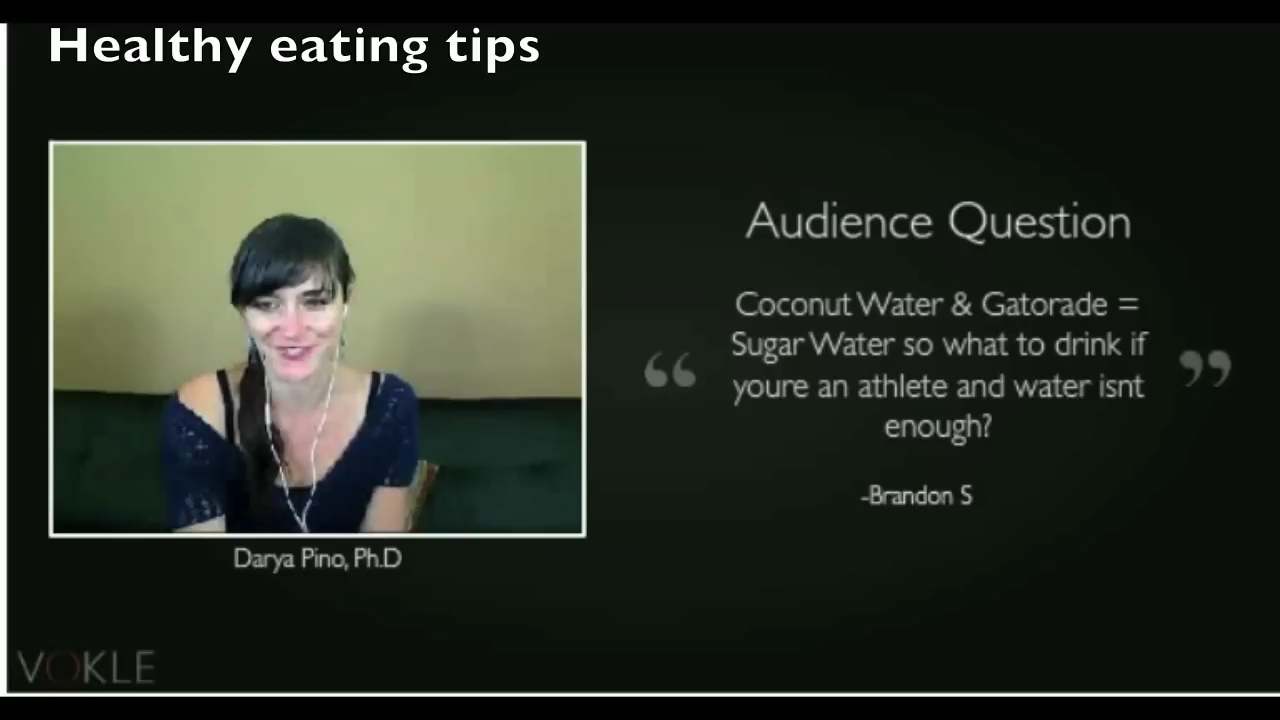 Healthy eating tips
Audience Question
Coconut Water & Gatorade =
Sugar Water so what to drink if
“ youre an athlete and water isnt ”
enough?
-Brandon S
Darya Pino, Ph.D
VOKLE